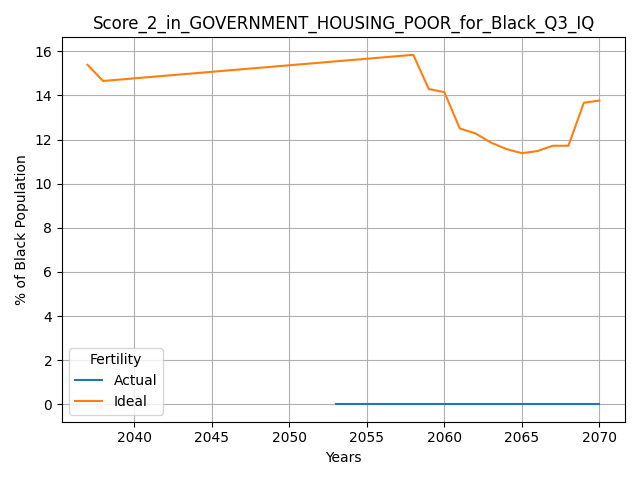 Score_2_in_GOVERNMENT_HOUSING_POOR_for_Black_Q3_IQ
16
14
12
10
8
6
4
2
0
% of Black Population
Fertility
Actual
Ideal
2040 2045 2050 2055 2060 2065 2070
Years